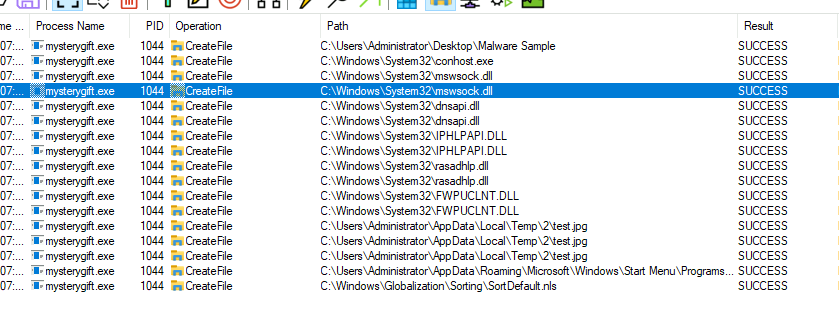 me ... Process Name PID Operation Path Result
07:... mysterygift.exe 1044 CreateFile C:\Users\Administrator\Desktop\Malware Sample SUCCESS
07:... mysterygift.exe 1044 CreateFile C:\Windows\System32\conhost.exe SUCCESS
07:... mysterygift.exe 1044 CreateFile C:\Windows\System32\mswsock.dll SUCCESS
07:... mysterygift.exe 1044 CreateFile C:\Windows\System32\mswsock.dll SUCCESS
07:... mysterygift.exe 1044 CreateFile C:\Windows\System32\dnsapi.dll SUCCESS
07:... mysterygift.exe 1044 CreateFile C:\Windows\System32\dnsapi.dll SUCCESS
07:... mysterygift.exe 1044 CreateFile C:\Windows\System32\IPHLPAPI.DLL SUCCESS
07:... mysterygift.exe 1044 CreateFile C:\Windows\System32\IPHLPAPI.DLL SUCCESS
07:... mysterygift.exe 1044 CreateFile C:\Windows\System32\rasadhlp.dll SUCCESS
07:... mysterygift.exe 1044 CreateFile C:\Windows\System32\rasadhlp.dll SUCCESS
07:... mysterygift.exe 1044 CreateFile C:\Windows\System32\FWPUCLNT.DLL SUCCESS
07:... mysterygift.exe 1044 CreateFile C:\Windows\System32\FWPUCLNT.DLL SUCCESS
07:... mysterygift.exe 1044 CreateFile C:\Users\Administrator\AppData\Local\Temp\2\test.jpg SUCCESS
07:... mysterygift.exe 1044 CreateFile C:\Users\Administrator\AppData\Local\Temp\2\test.jpg SUCCESS
07:... mysterygift.exe 1044 CreateFile C:\Users\Administrator\AppData\Local\Temp\2\test.jpg SUCCESS
07:... mysterygift.exe 1044 CreateFile C:\Users\Administrator\AppData\Roaming\Microsoft\Windows\Start Menu\Programs... SUCCESS
07:... mysterygift.exe 1044 CreateFile C:\Windows\Globalization\Sorting\SortDefault.nls SUCCESS